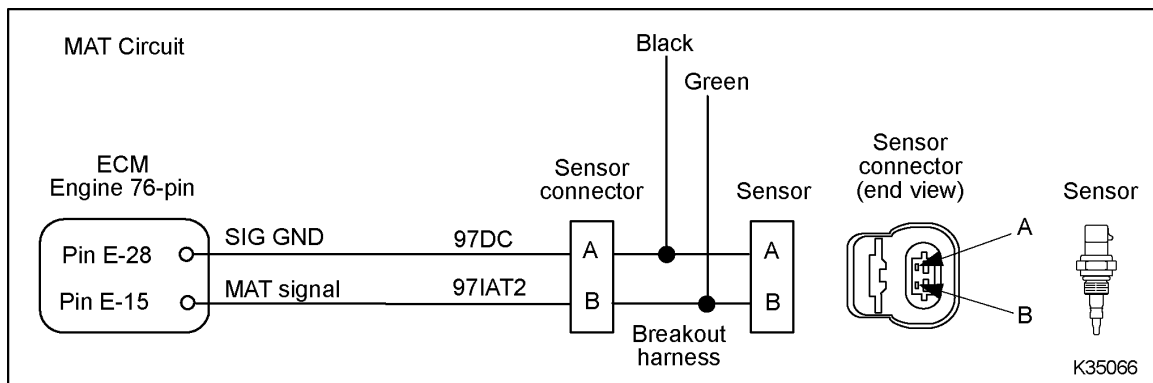 MAT Circuit
Black
Green
ECM
Engine 76-pin
Sensor
connector
Sensor
Sensor
connector
(end view)
Sensor
Pin E-28
SIG GND
97DC
A
A
A
Pin E-15
MAT signal
97IAT2
B
B
B
Breakout
harness
K35066